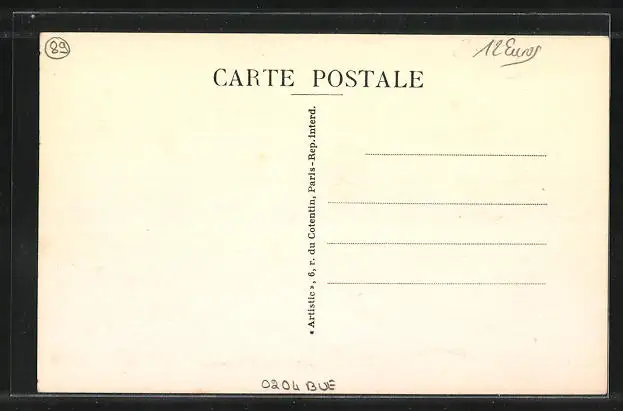 89
12 Euros
CARTE POSTALE
« Artistic », 6, r. du Cotentin, Paris - Rep. interd.
0204 BUE